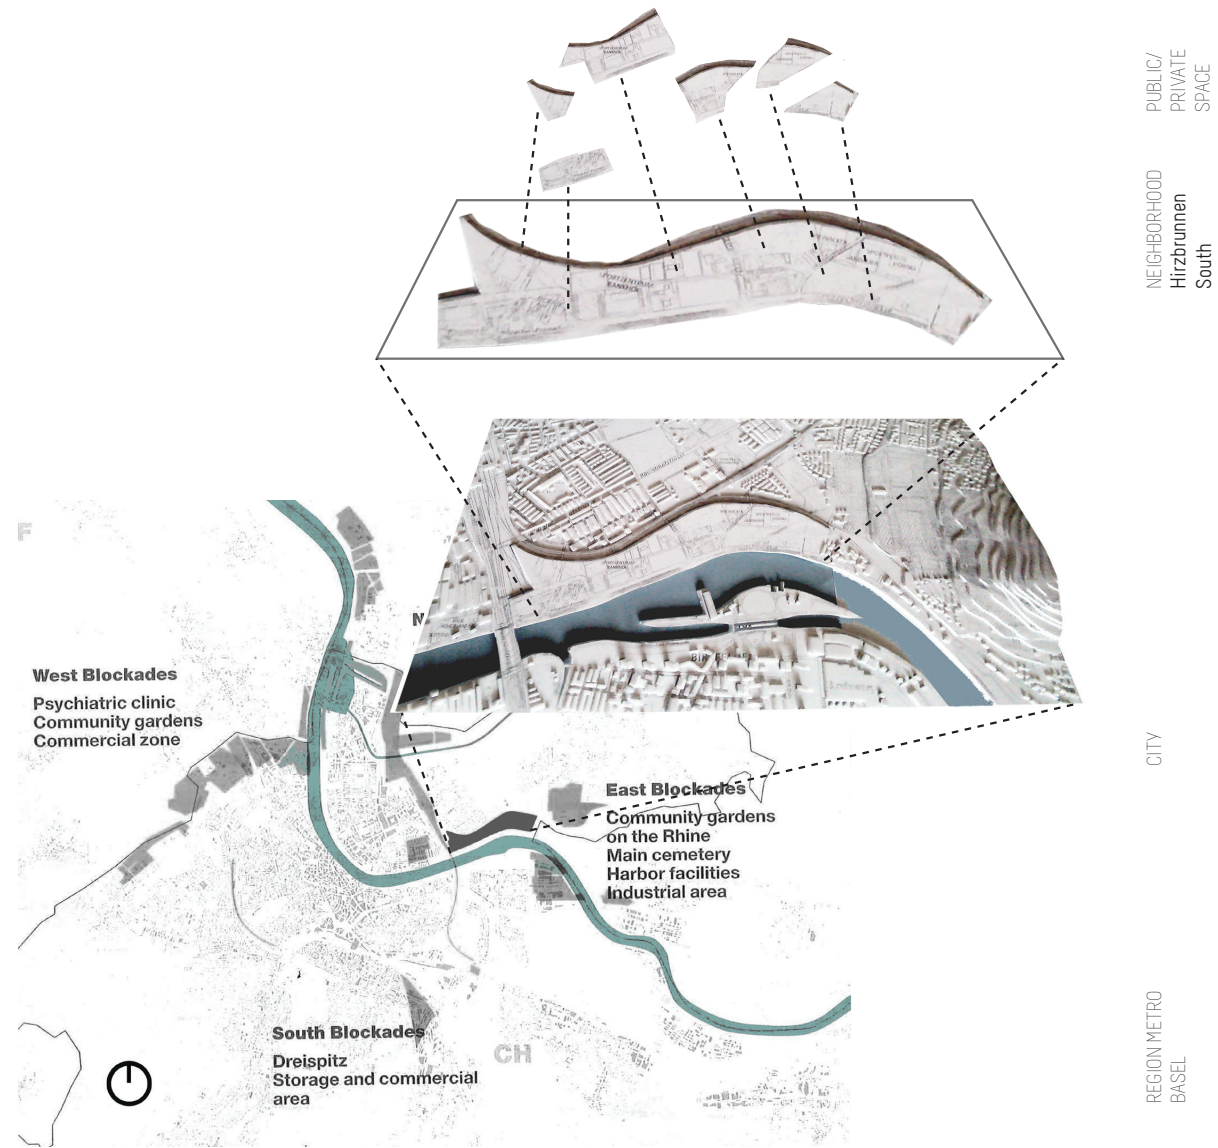 PUBLIC/
PRIVATE
SPACE
NEIGHBORHOOD
Hirzbrunnen
South
CITY
REGION METRO
BASEL
F
N
West Blockades
Psychiatric clinic
Community gardens
Commercial zone
East Blockades
Community gardens
on the Rhine
Main cemetery
Harbor facilities
Industrial area
South Blockades
Dreispitz
Storage and commercial
area
CH